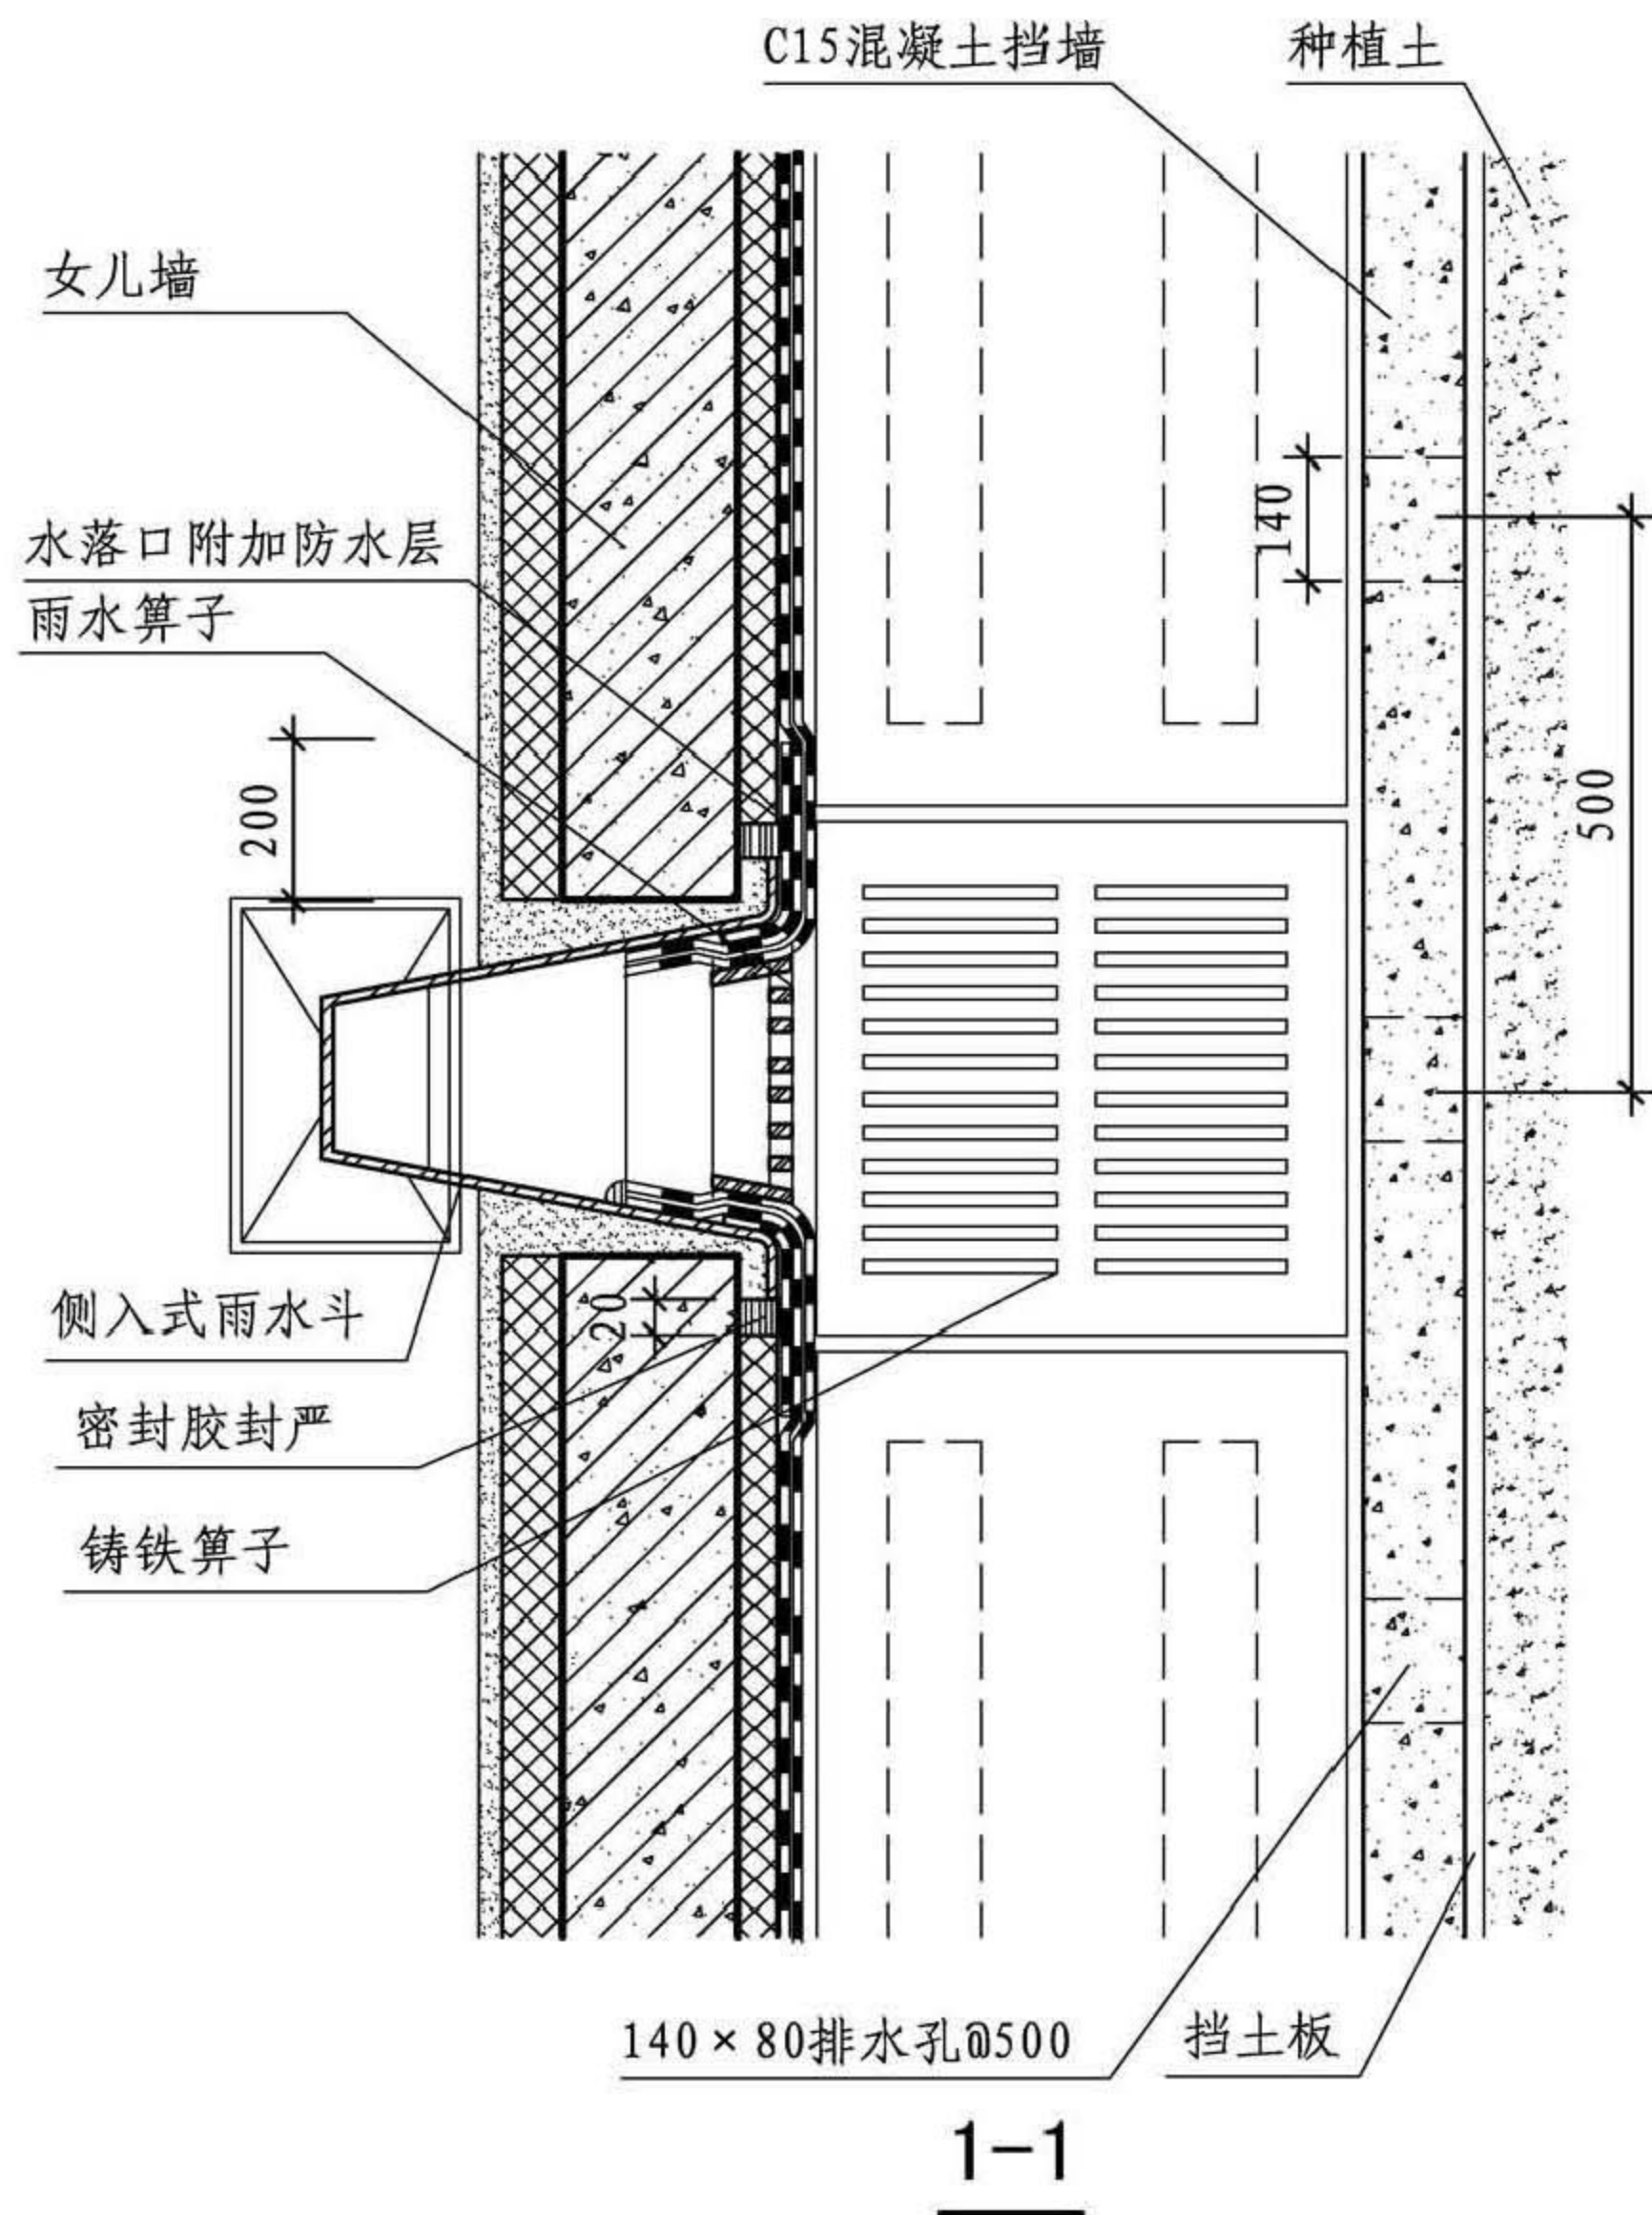 C15混凝土挡墙
种植土
女儿墙
水落口附加防水层
雨水箅子
140
200
500
侧入式雨水斗
20
密封胶封严
铸铁箅子
140×80排水孔@500
挡土板
1-1